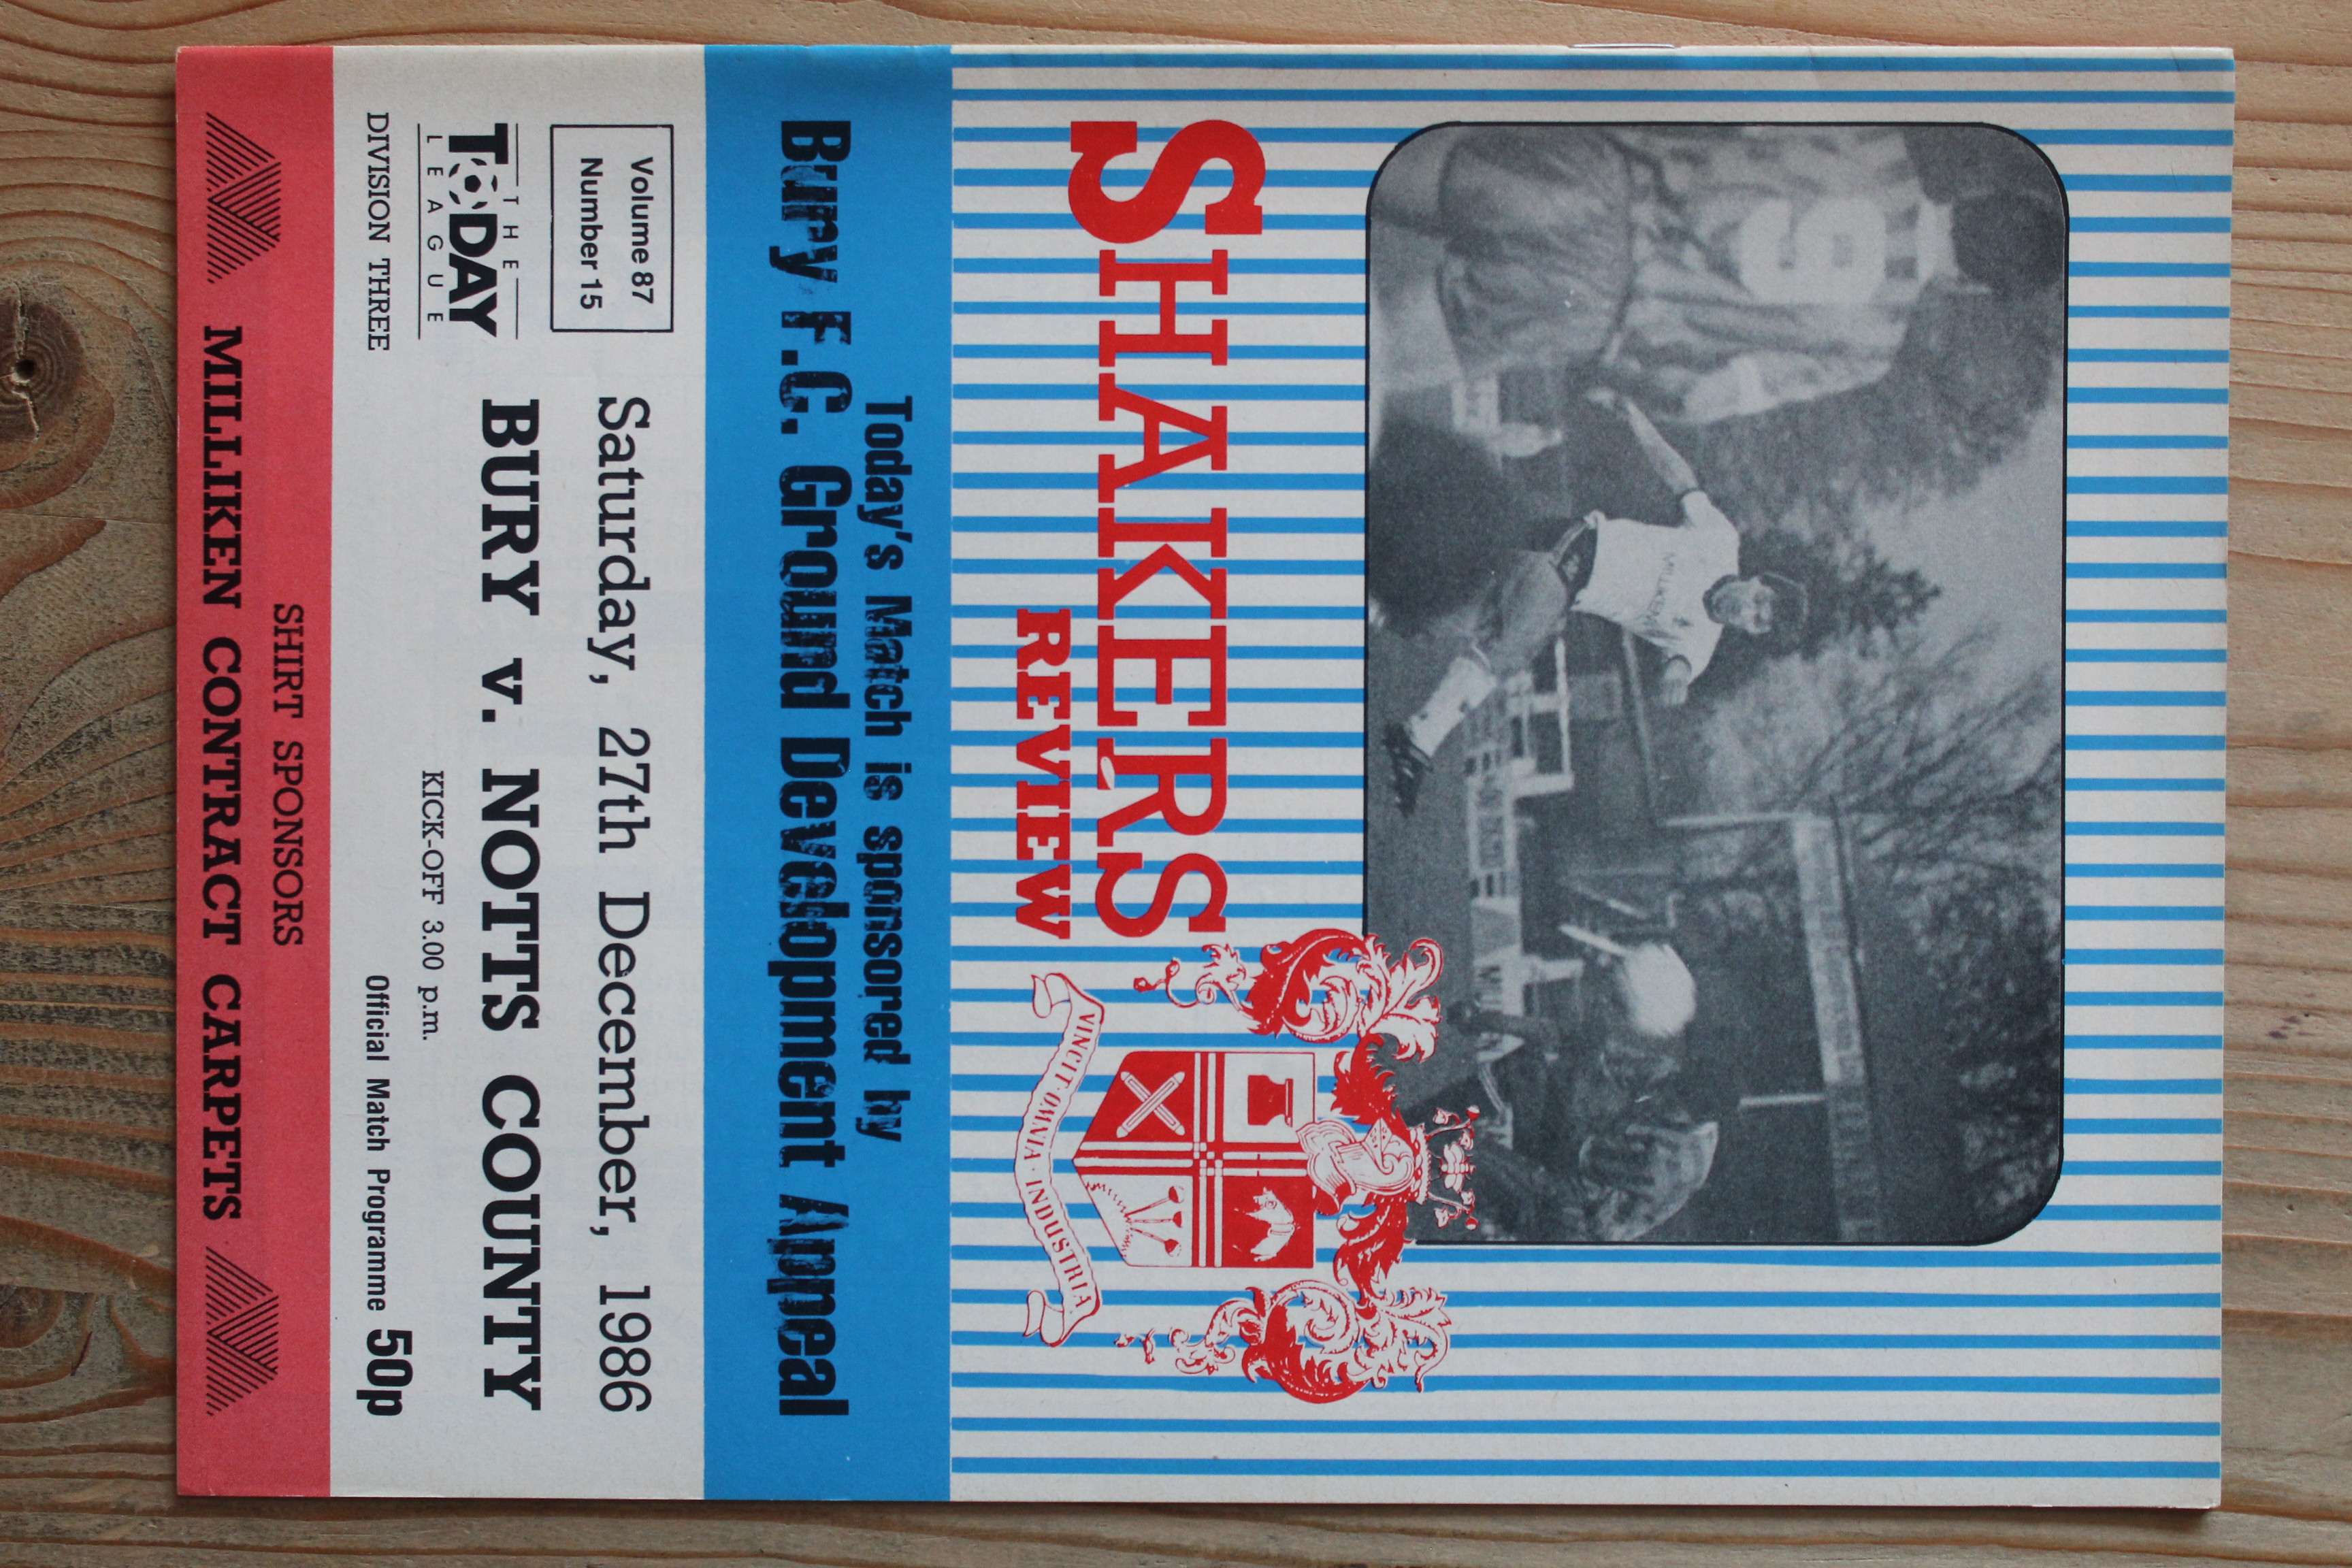 SHAKERS
REVIEW
VINCIT · OMNIA · INDUSTRIA
Today's Match is sponsored by
Bury F.C. Ground Development Appeal
Volume 87
Number 15
Saturday, 27th December, 1986
THE
TODAY
LEAGUE
BURY v. NOTTS COUNTY
KICK-OFF 3.00 p.m.
DIVISION THREE
Official Match Programme 50p
SHIRT SPONSORS
MILLIKEN CONTRACT CARPETS